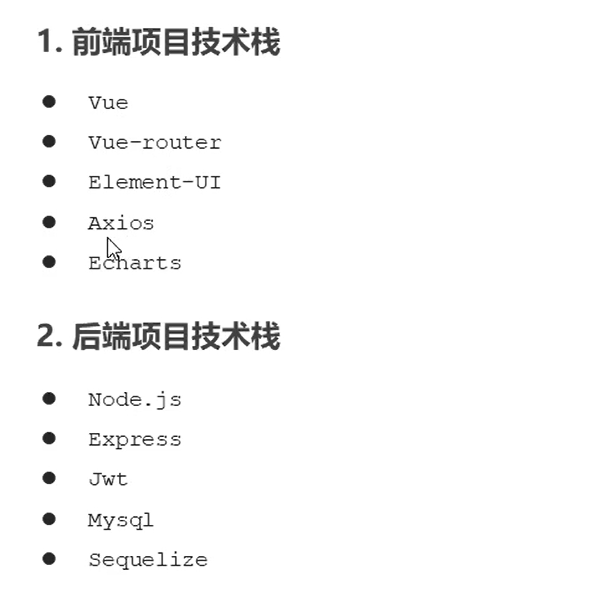 1. 前端项目技术栈
● Vue
● Vue-router
● Element-UI
● Axios
● Echarts
2. 后端项目技术栈
● Node.js
● Express
● Jwt
● Mysql
● Sequelize